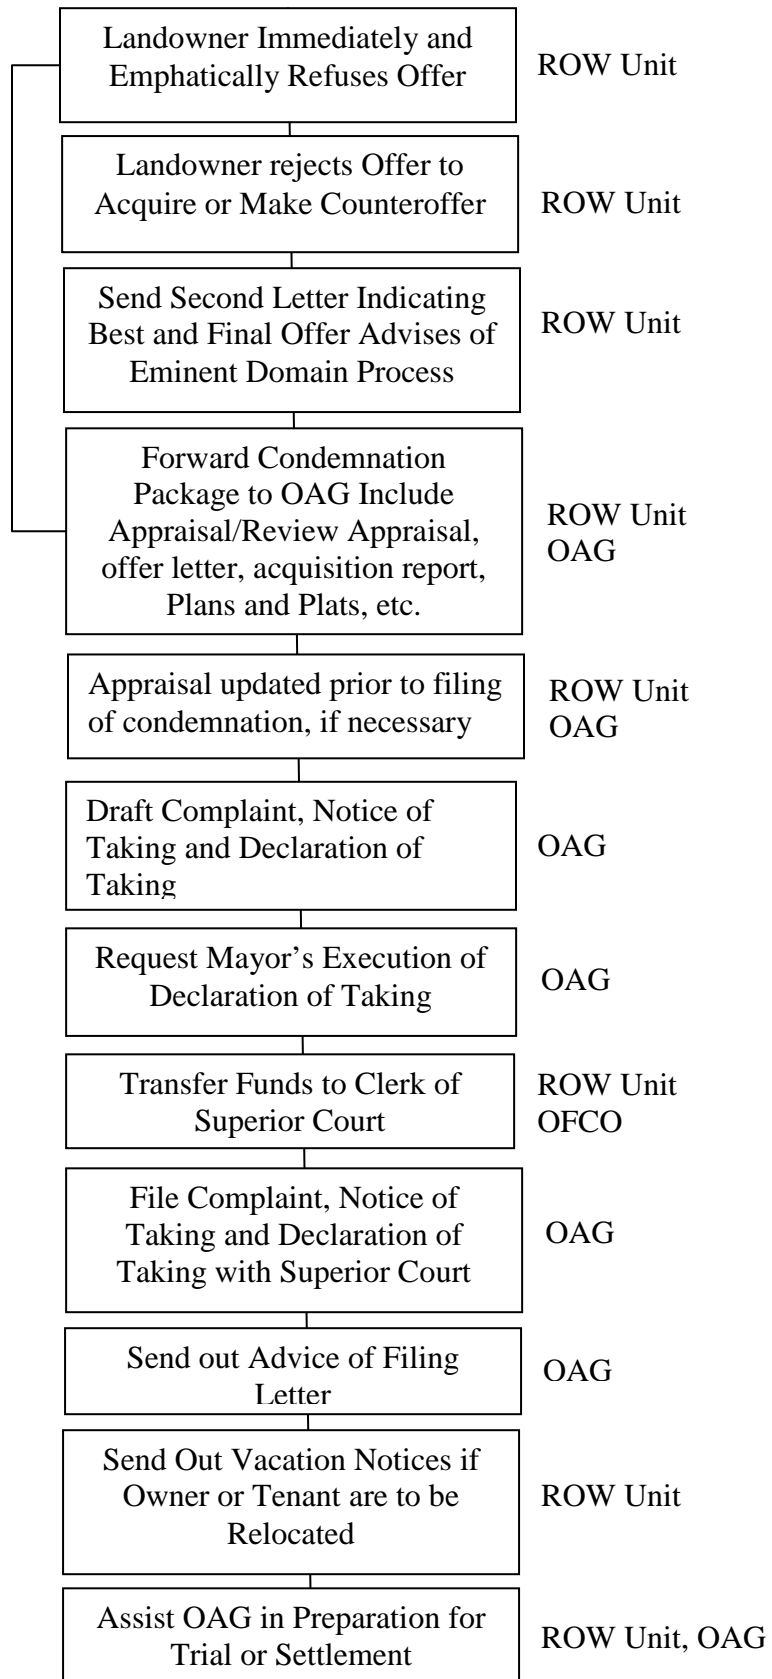 Landowner Immediately and
Emphatically Refuses Offer
ROW Unit
Landowner rejects Offer to
Acquire or Make Counteroffer
ROW Unit
Send Second Letter Indicating
Best and Final Offer Advises of
Eminent Domain Process
ROW Unit
Forward Condemnation
Package to OAG Include
Appraisal/Review Appraisal,
offer letter, acquisition report,
Plans and Plats, etc.
ROW Unit
OAG
Appraisal updated prior to filing
of condemnation, if necessary
ROW Unit
OAG
Draft Complaint, Notice of
Taking and Declaration of
Taking
OAG
Request Mayor’s Execution of
Declaration of Taking
OAG
Transfer Funds to Clerk of
Superior Court
ROW Unit
OFCO
File Complaint, Notice of
Taking and Declaration of
Taking with Superior Court
OAG
Send out Advice of Filing
Letter
OAG
Send Out Vacation Notices if
Owner or Tenant are to be
Relocated
ROW Unit
Assist OAG in Preparation for
Trial or Settlement
ROW Unit, OAG